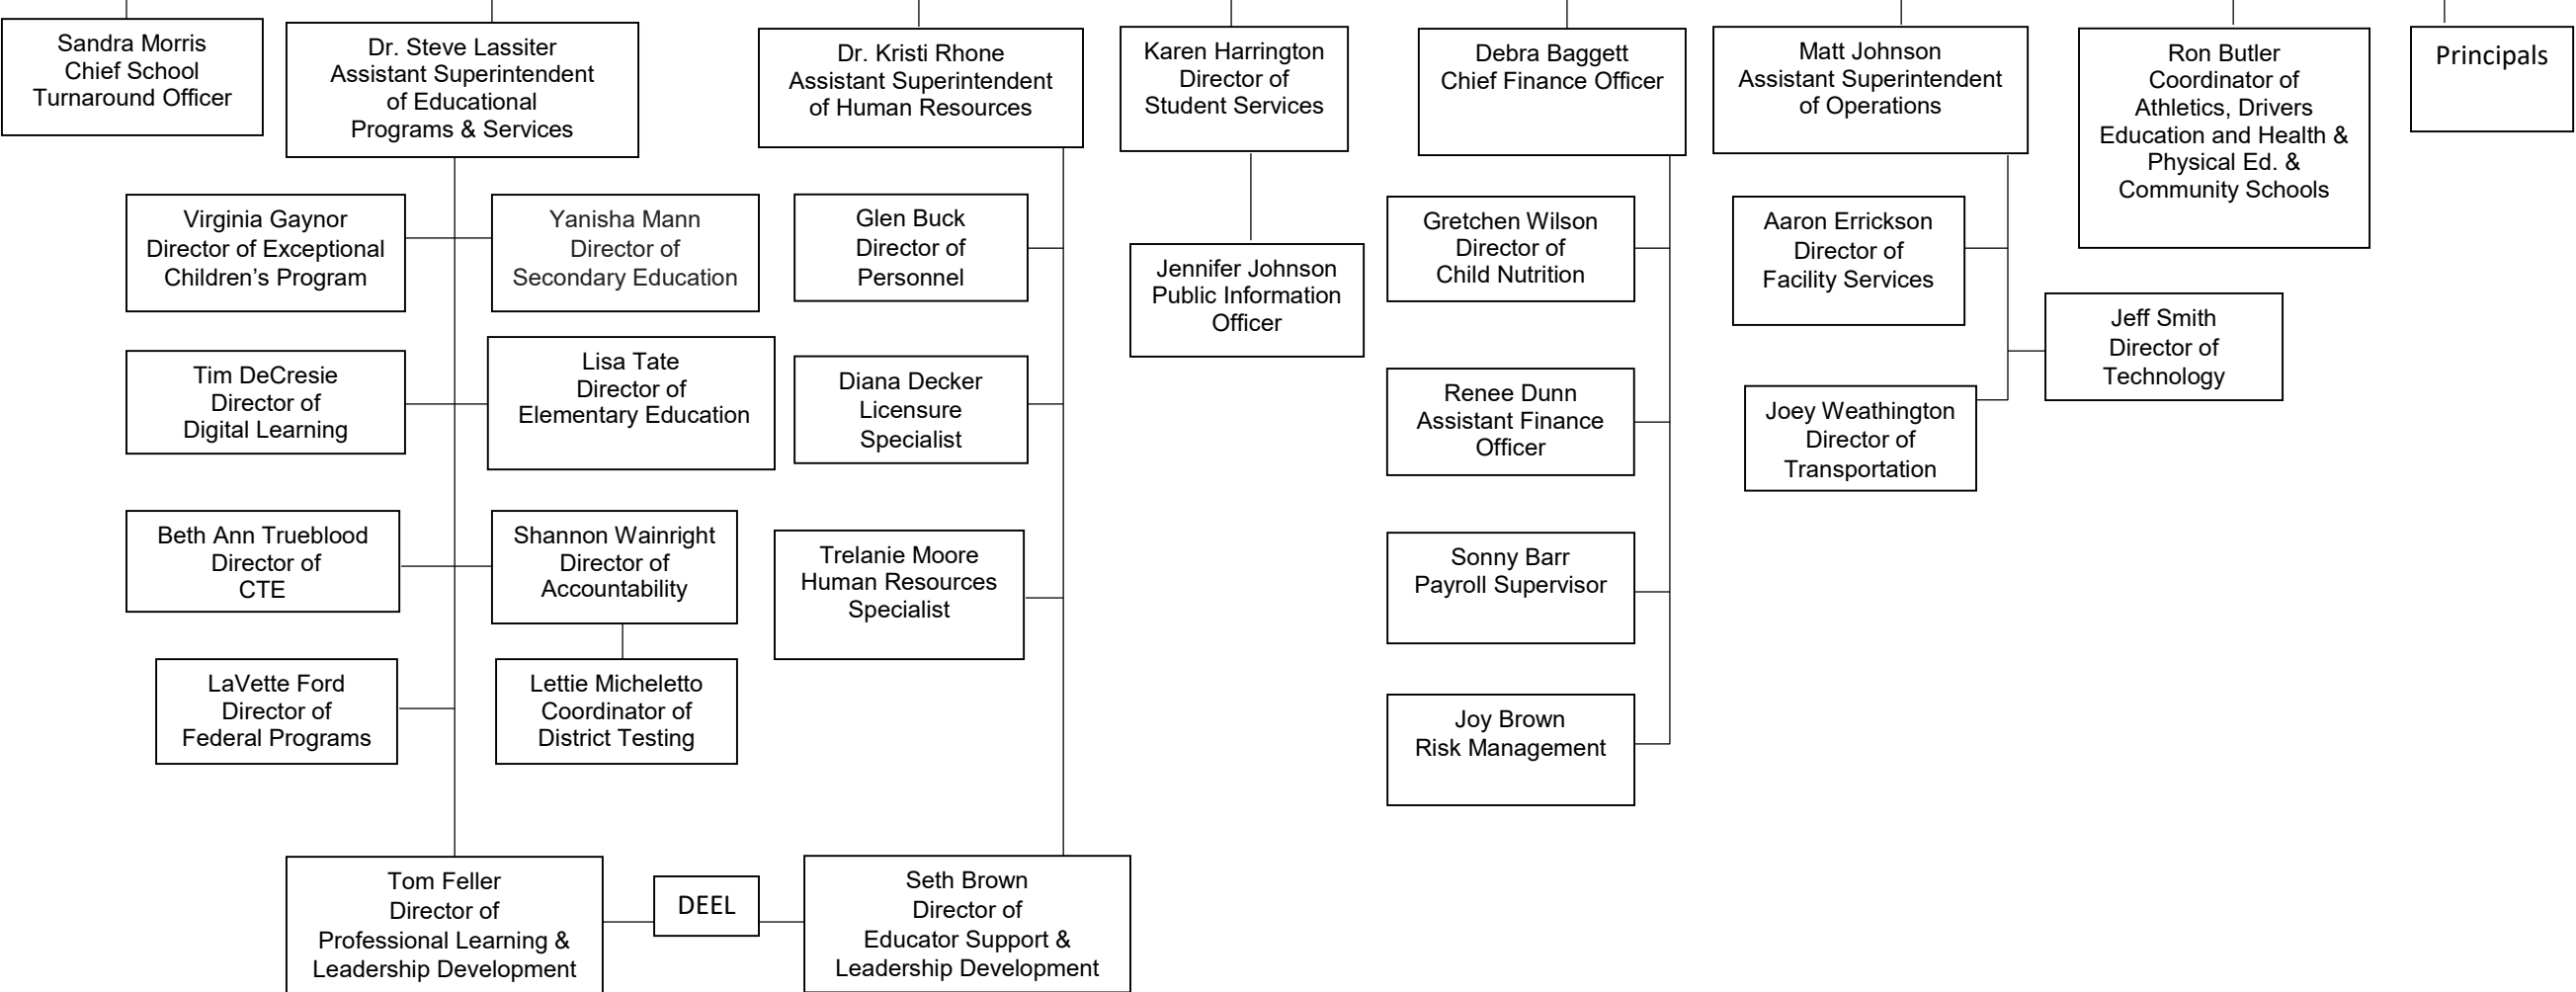 Sandra Morris
Chief School
Turnaround Officer
Dr. Steve Lassiter
Assistant Superintendent
of Educational
Programs & Services
Dr. Kristi Rhone
Assistant Superintendent
of Human Resources
Karen Harrington
Director of
Student Services
Debra Baggett
Chief Finance Officer
Matt Johnson
Assistant Superintendent
of Operations
Ron Butler
Coordinator of
Athletics, Drivers
Education and Health &
Physical Ed. &
Community Schools
Principals
Virginia Gaynor
Director of Exceptional
Children’s Program
Yanisha Mann
Director of
Secondary Education
Glen Buck
Director of
Personnel
Jennifer Johnson
Public Information
Officer
Gretchen Wilson
Director of
Child Nutrition
Aaron Errickson
Director of
Facility Services
Jeff Smith
Director of
Technology
Tim DeCresie
Director of
Digital Learning
Lisa Tate
Director of
Elementary Education
Diana Decker
Licensure
Specialist
Renee Dunn
Assistant Finance
Officer
Joey Weathington
Director of
Transportation
Beth Ann Trueblood
Director of
CTE
Shannon Wainright
Director of
Accountability
Trelanie Moore
Human Resources
Specialist
Sonny Barr
Payroll Supervisor
LaVette Ford
Director of
Federal Programs
Lettie Micheletto
Coordinator of
District Testing
Joy Brown
Risk Management
Tom Feller
Director of
Professional Learning &
Leadership Development
DEEL
Seth Brown
Director of
Educator Support &
Leadership Development